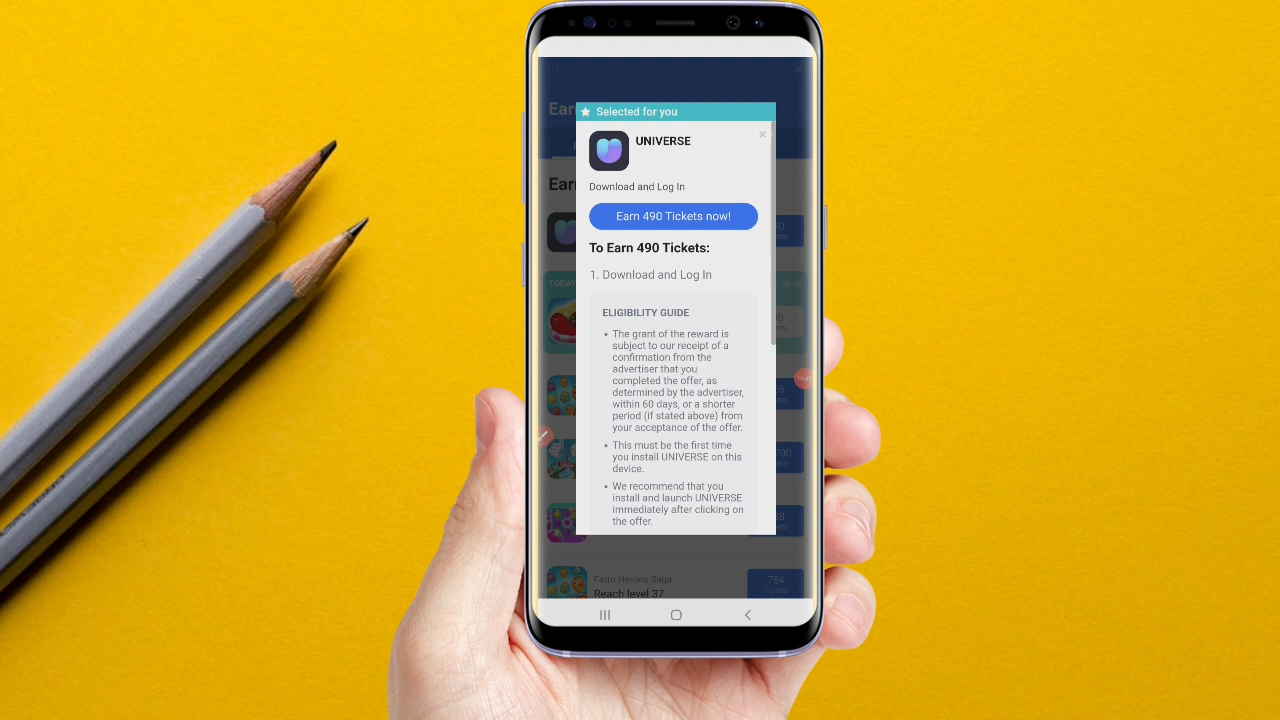 Selected for you
UNIVERSE
Download and Log In
Earn 490 Tickets now!
To Earn 490 Tickets:
1. Download and Log In
ELIGIBILITY GUIDE
• The grant of the reward is
subject to our receipt of a
confirmation from the
advertiser that you
completed the offer, as
determined by the advertiser,
within 60 days, or a shorter
period (if stated above) from
your acceptance of the offer.
• This must be the first time
you install UNIVERSE on this
device.
• We recommend that you
install and launch UNIVERSE
immediately after clicking on
the offer.
Farm Heroes Saga
Reach level 37
764
Tickets